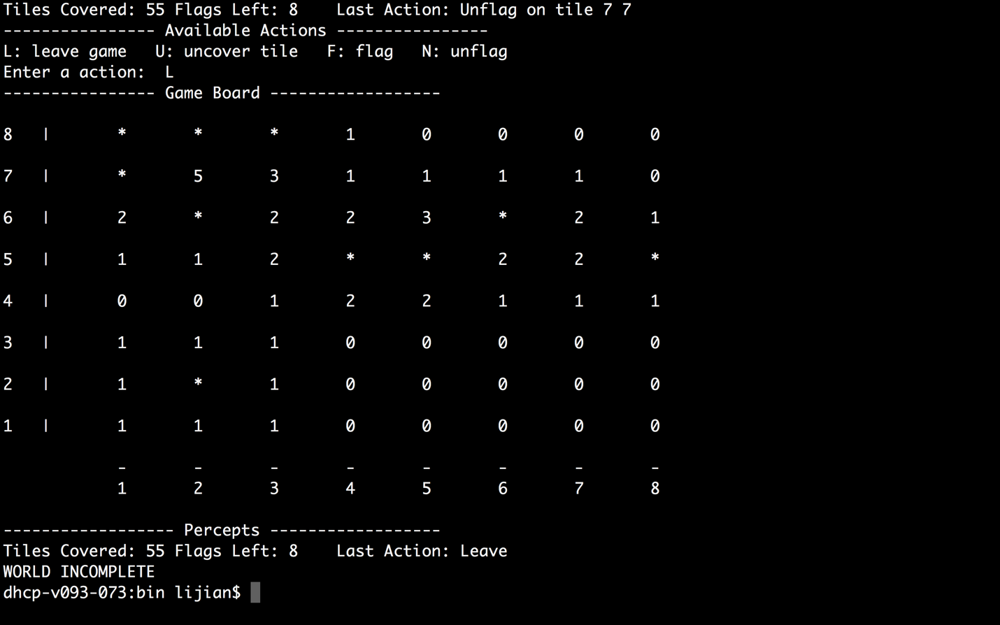 Tiles Covered: 55 Flags Left: 8    Last Action: Unflag on tile 7 7
---------------- Available Actions ----------------
L: leave game   U: uncover tile   F: flag   N: unflag
Enter a action:  L
---------------- Game Board ------------------
8   |       *       *       *       1       0       0       0       0
7   |       *       5       3       1       1       1       1       0
6   |       2       *       2       2       3       *       2       1
5   |       1       1       2       *       *       2       2       *
4   |       0       0       1       2       2       1       1       1
3   |       1       1       1       0       0       0       0       0
2   |       1       *       1       0       0       0       0       0
1   |       1       1       1       0       0       0       0       0
            -       -       -       -       -       -       -       -
            1       2       3       4       5       6       7       8
------------------ Percepts ------------------
Tiles Covered: 55 Flags Left: 8    Last Action: Leave
WORLD INCOMPLETE
dhcp-v093-073:bin lijian$